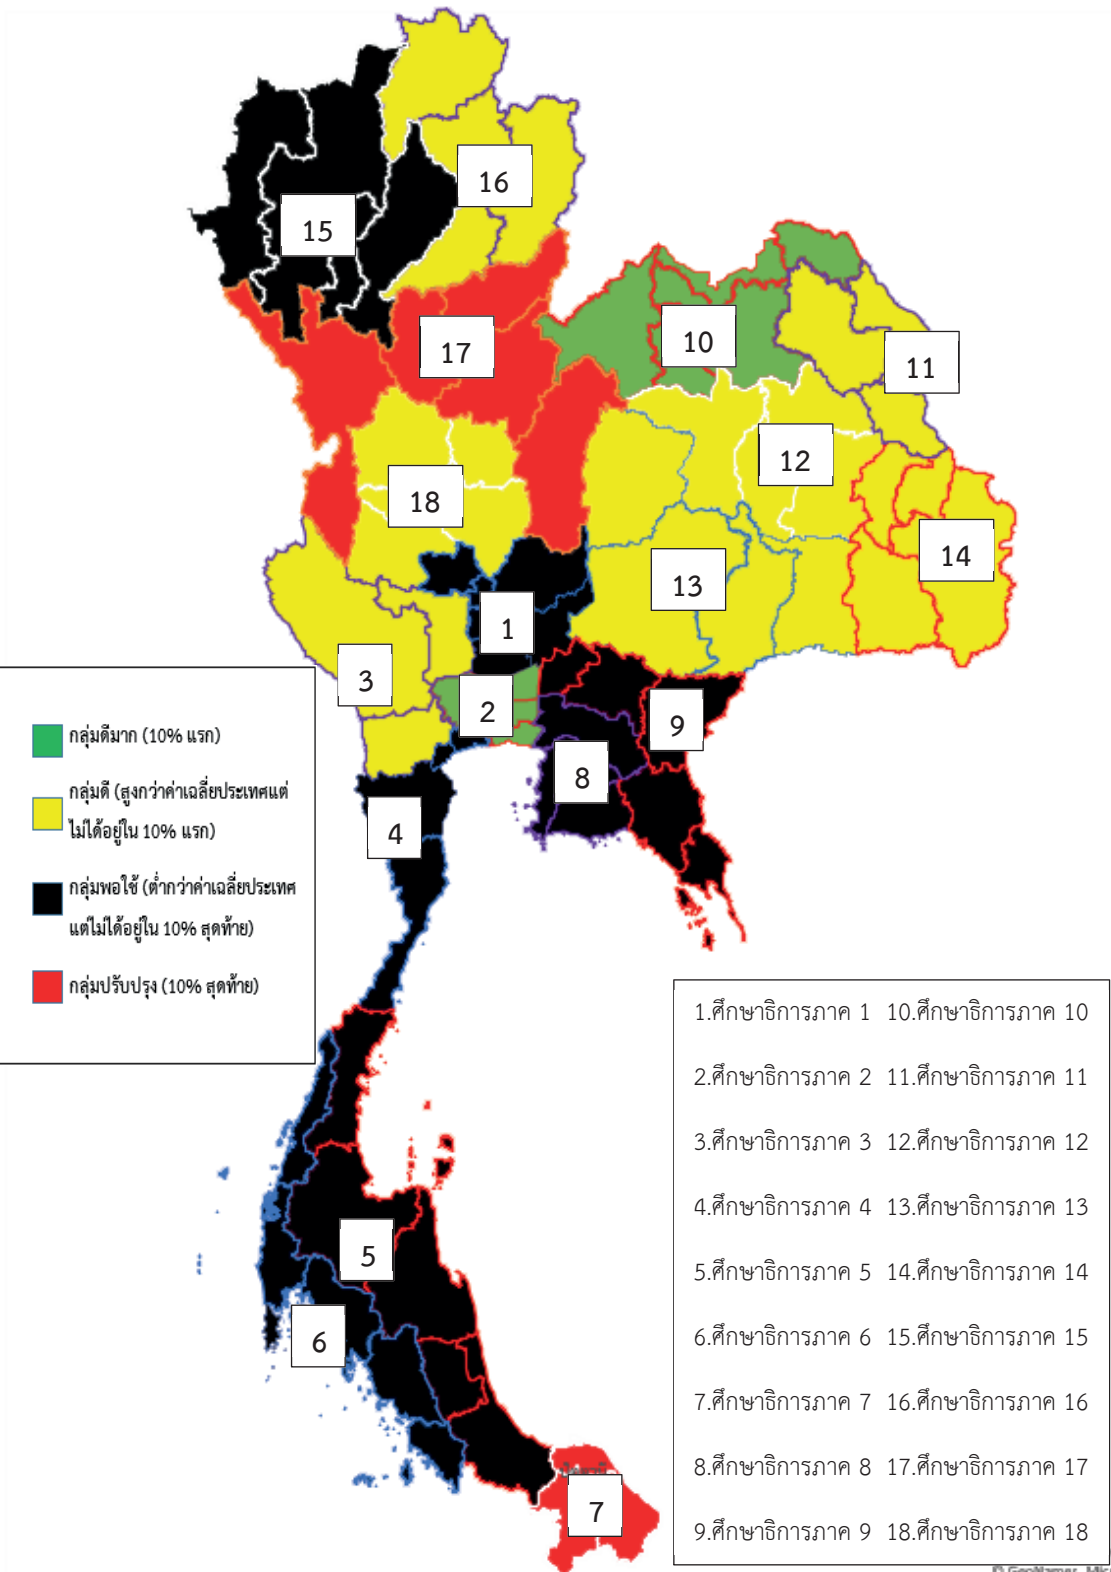 16
15
10
17
11
12
18
14
13
1
3
2
9
8
4
5
6
7
กลุ่มดีมาก (10% แรก)
กลุ่มดี (สูงกว่าค่าเฉลี่ยประเทศแต่
ไม่ได้อยู่ใน 10% แรก)
กลุ่มพอใช้ (ต่ำกว่าค่าเฉลี่ยประเทศ
แต่ไม่ได้อยู่ใน 10% สุดท้าย)
กลุ่มปรับปรุง (10% สุดท้าย)
1.ศึกษาธิการภาค 1 10.ศึกษาธิการภาค 10
2.ศึกษาธิการภาค 2 11.ศึกษาธิการภาค 11
3.ศึกษาธิการภาค 3 12.ศึกษาธิการภาค 12
4.ศึกษาธิการภาค 4 13.ศึกษาธิการภาค 13
5.ศึกษาธิการภาค 5 14.ศึกษาธิการภาค 14
6.ศึกษาธิการภาค 6 15.ศึกษาธิการภาค 15
7.ศึกษาธิการภาค 7 16.ศึกษาธิการภาค 16
8.ศึกษาธิการภาค 8 17.ศึกษาธิการภาค 17
9.ศึกษาธิการภาค 9 18.ศึกษาธิการภาค 18